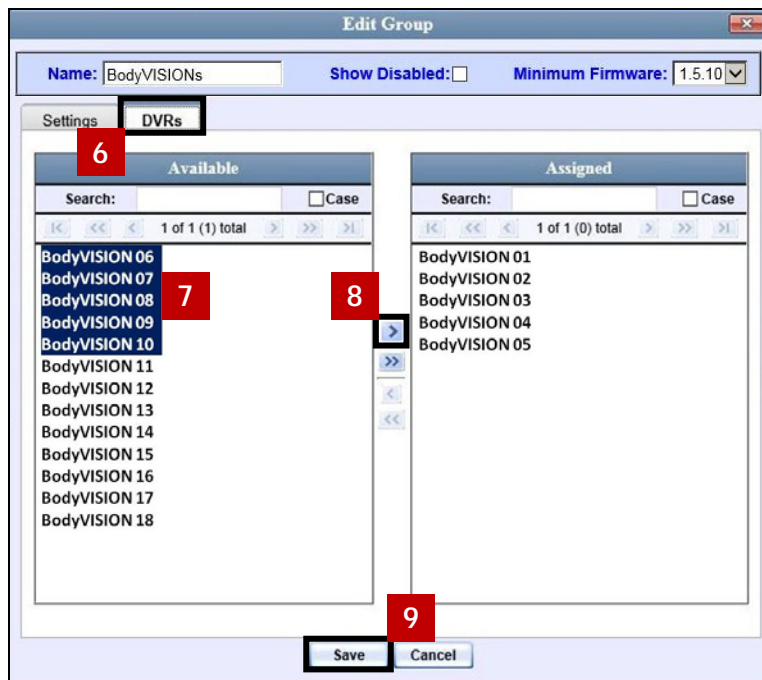 Edit Group
Name: BodyVISIONs Show Disabled: Minimum Firmware: 1.5.10
Settings DVRs
6
Available
Search: Case
|< << < 1 of 1 (1) total > >> >|
BodyVISION 06
BodyVISION 07
BodyVISION 08
BodyVISION 09
BodyVISION 10
BodyVISION 11
BodyVISION 12
BodyVISION 13
BodyVISION 14
BodyVISION 15
BodyVISION 16
BodyVISION 17
BodyVISION 18
7
8
>
>>
<
<<
Assigned
Search: Case
|< << < 1 of 1 (0) total > >> >|
BodyVISION 01
BodyVISION 02
BodyVISION 03
BodyVISION 04
BodyVISION 05
9
Save Cancel